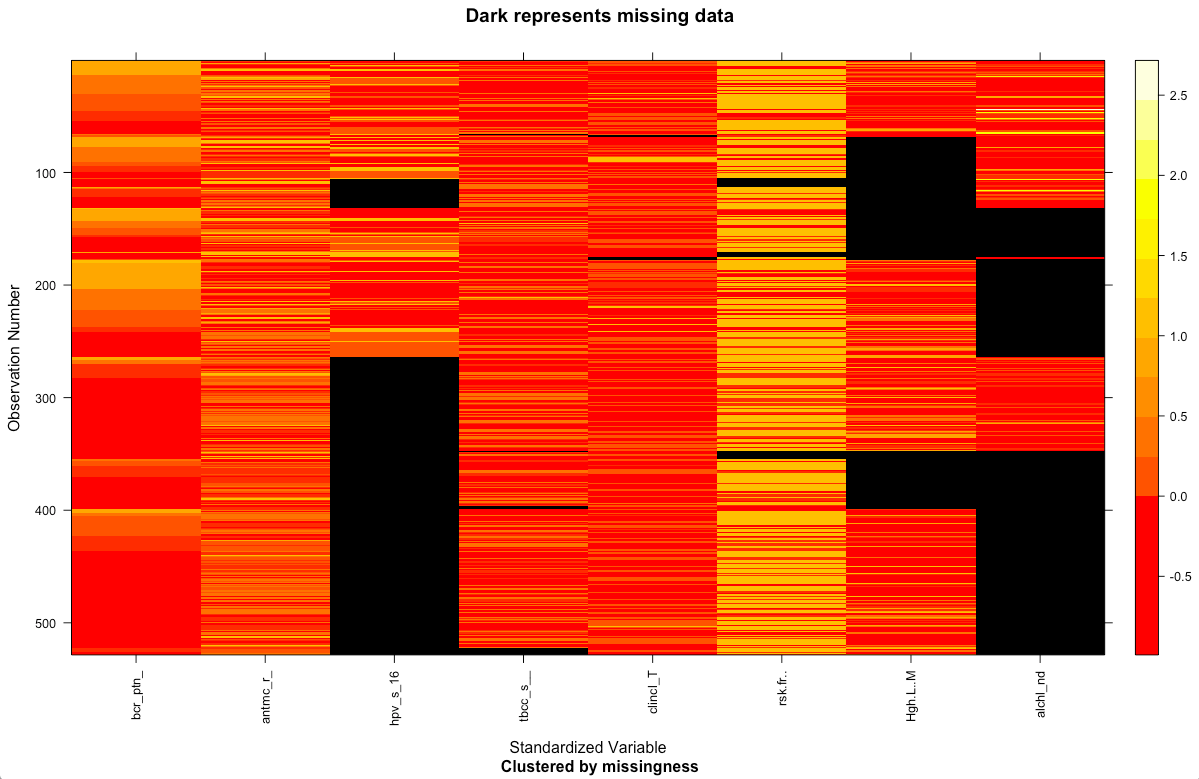 Dark represents missing data
Observation Number
100
200
300
400
500
2.5
2.0
1.5
1.0
0.5
0.0
-0.5
bcr_ptn_
antmc_r_
hpv_s_16
tbcc_s__
clincl_T
rsk.fr..
Hgh.L..M
alchl_nd
Standardized Variable
Clustered by missingness